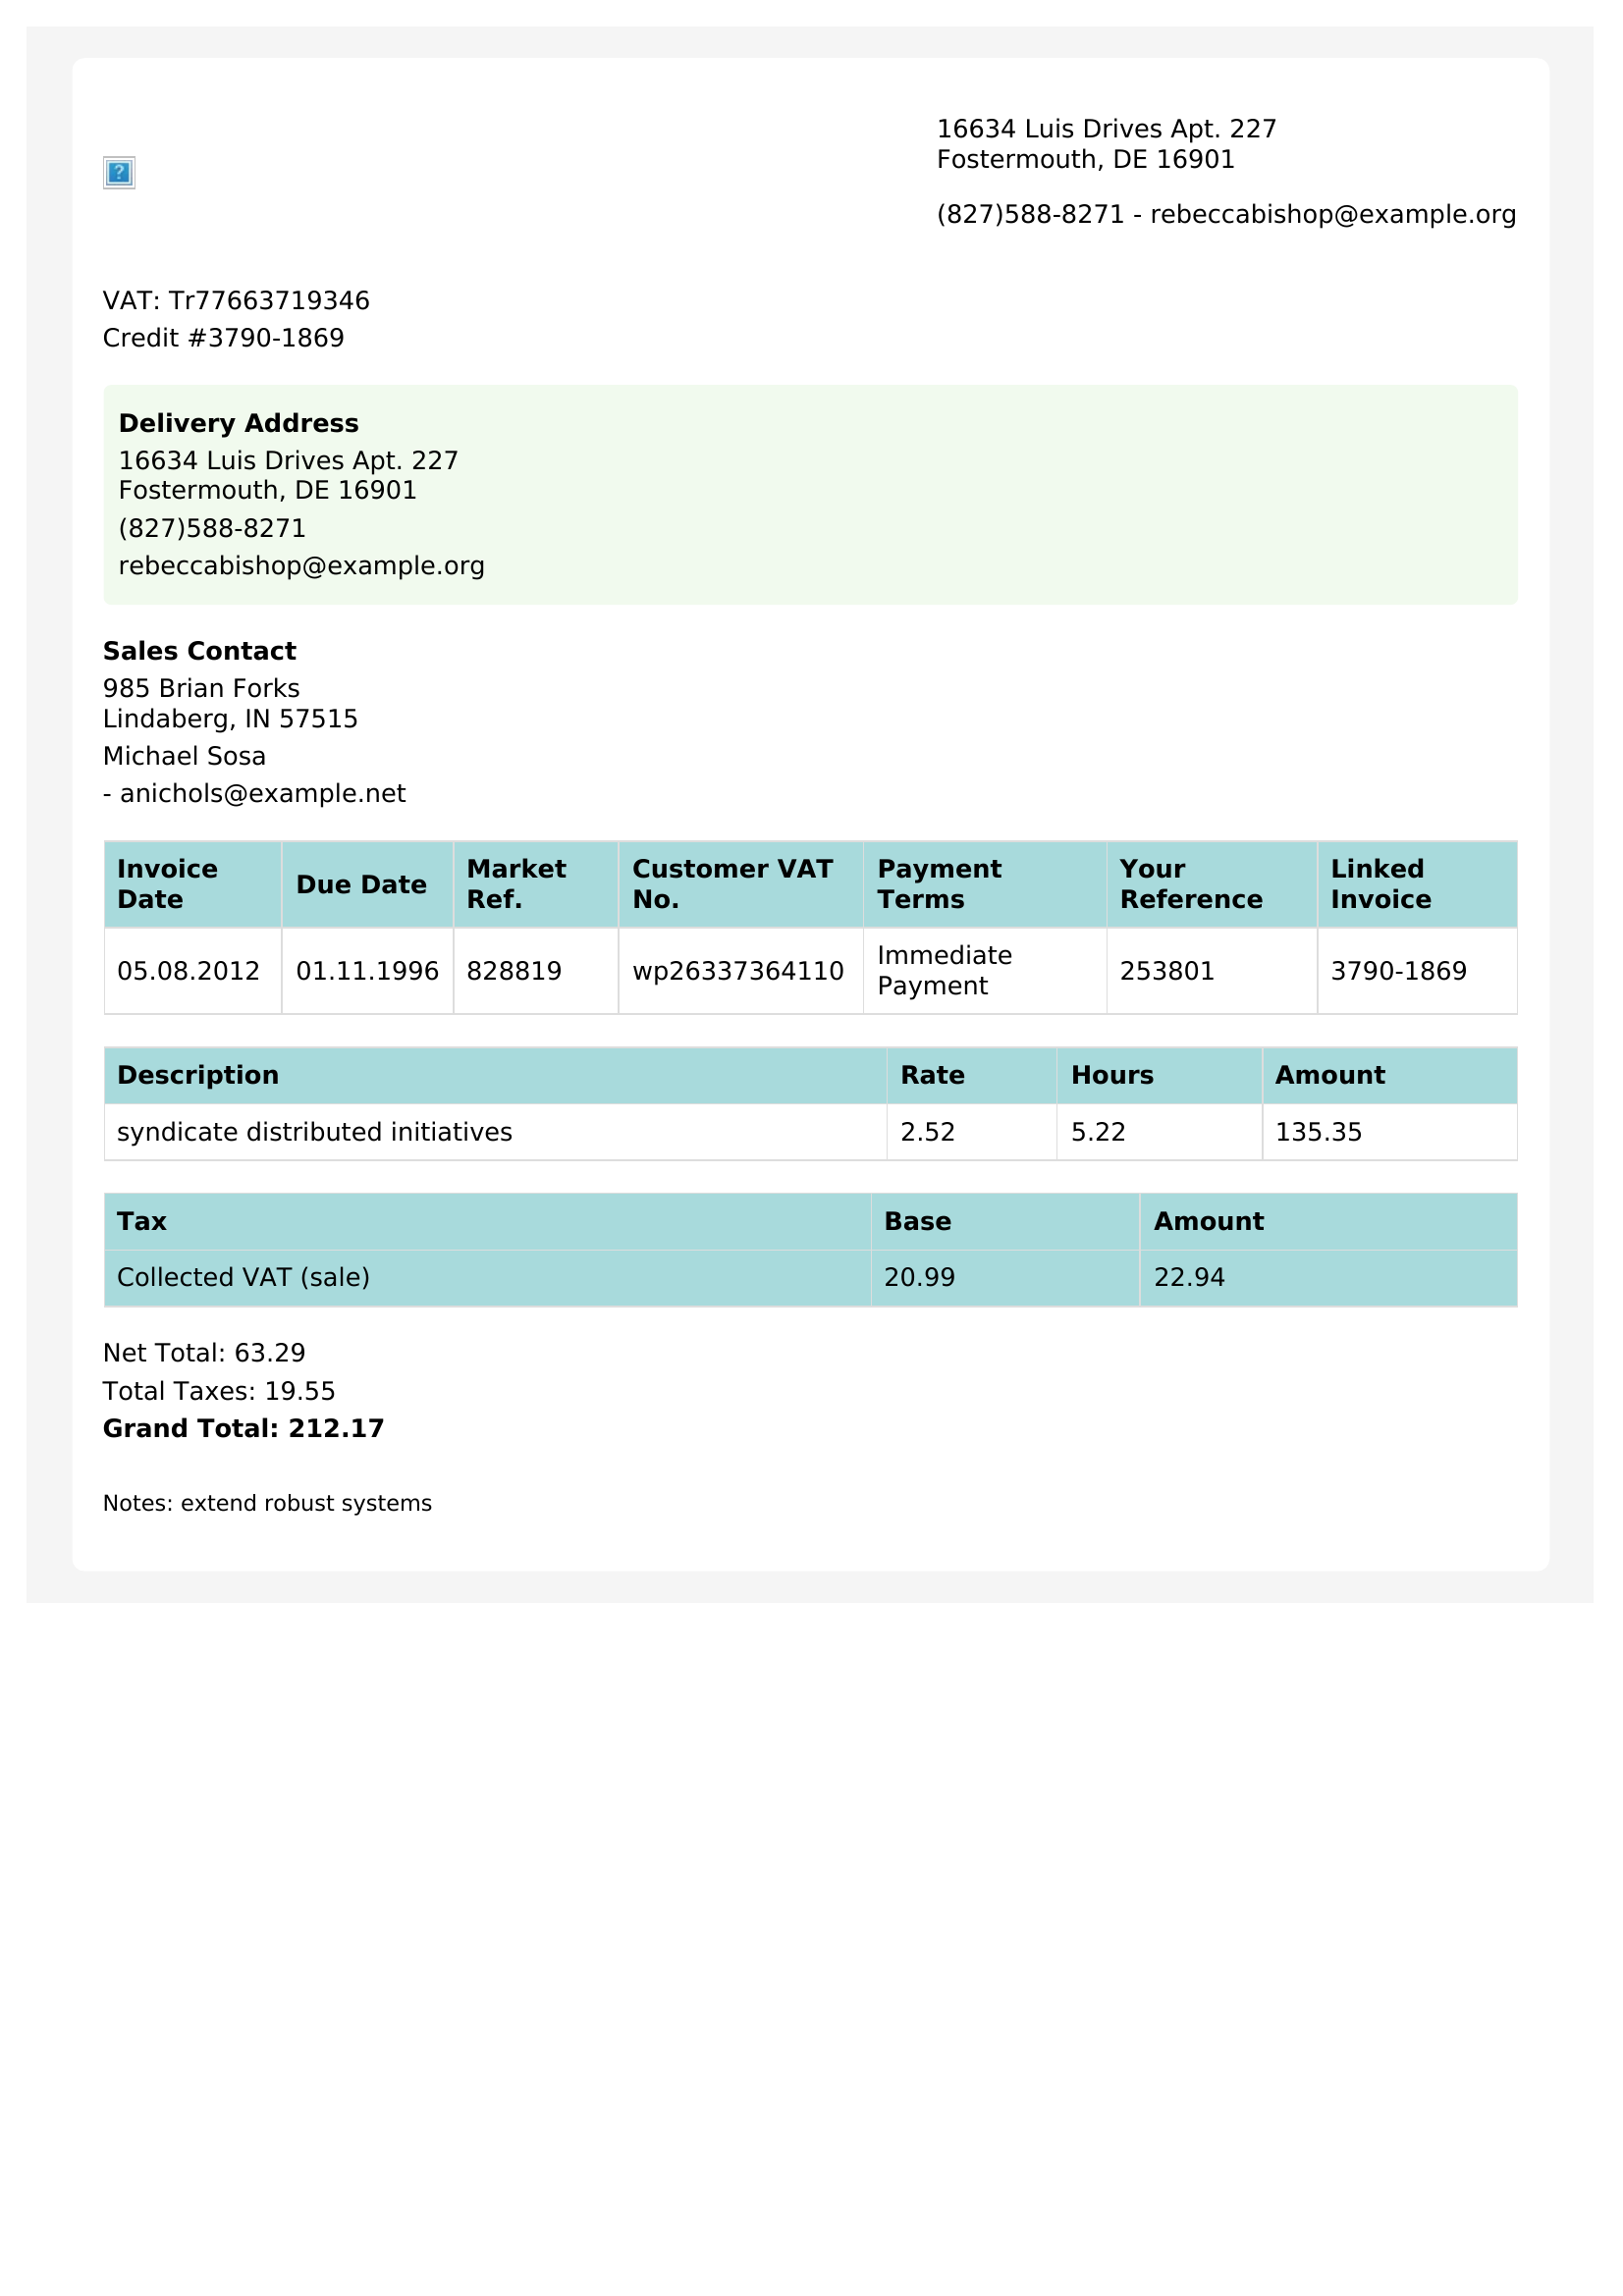 16634 Luis Drives Apt. 227
Fostermouth, DE 16901
(827)588-8271 - rebeccabishop@example.org
VAT: Tr77663719346
Credit #3790-1869
Delivery Address
16634 Luis Drives Apt. 227
Fostermouth, DE 16901
(827)588-8271
rebeccabishop@example.org
Sales Contact
985 Brian Forks
Lindaberg, IN 57515
Michael Sosa
- anichols@example.net
Invoice Date Due Date Market Ref. Customer VAT No. Payment Terms Your Reference Linked Invoice
05.08.2012 01.11.1996 828819 wp26337364110 Immediate Payment 253801 3790-1869
Description Rate Hours Amount
syndicate distributed initiatives 2.52 5.22 135.35
Tax Base Amount
Collected VAT (sale) 20.99 22.94
Net Total: 63.29
Total Taxes: 19.55
Grand Total: 212.17
Notes: extend robust systems